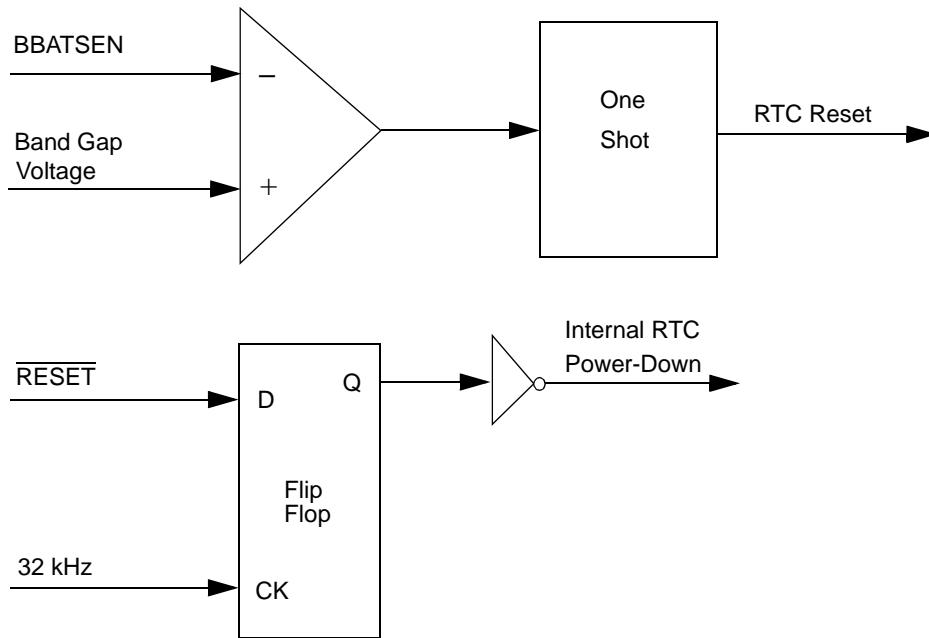 BBATSEN
−
Band Gap
Voltage
+
One
Shot
RTC Reset
RESET
D
Q
Flip
Flop
32 kHz
CK
Internal RTC
Power-Down